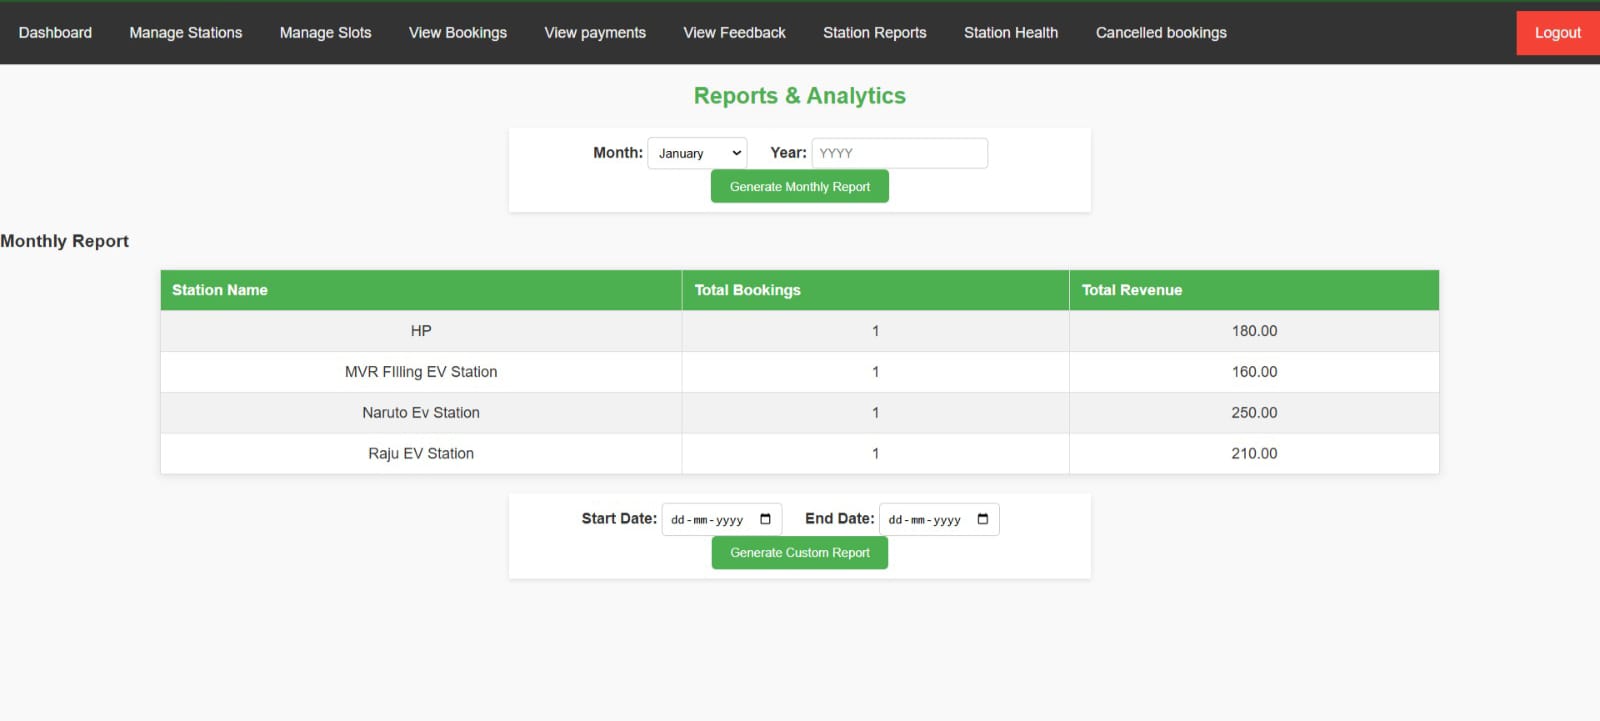 Dashboard Manage Stations Manage Slots View Bookings View payments View Feedback Station Reports Station Health Cancelled bookings Logout
Reports & Analytics
Month: January Year: YYYY
Generate Monthly Report
Monthly Report
Station Name Total Bookings Total Revenue
HP 1 180.00
MVR FIlling EV Station 1 160.00
Naruto Ev Station 1 250.00
Raju EV Station 1 210.00
Start Date: dd-mm-yyyy End Date: dd-mm-yyyy
Generate Custom Report